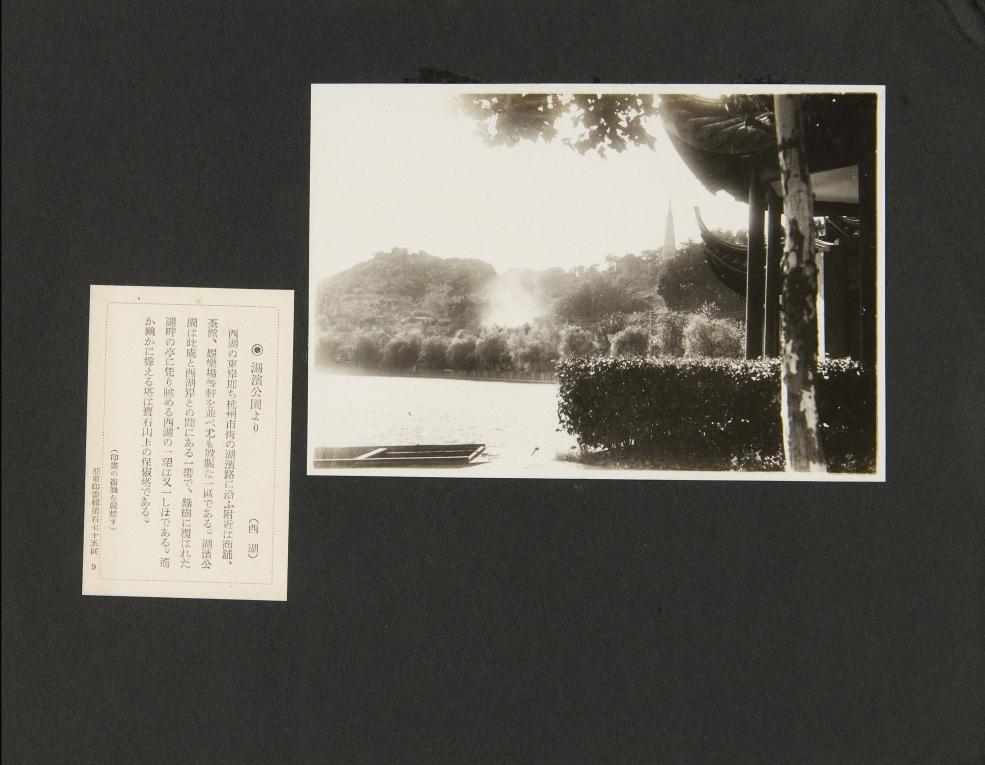 ◉湖濱公園より
(西湖)
西湖の東岸即ち杭州市街の湖濱路に沿ふ附近は商舗、
茶館、娛樂場等軒を並べ尤も殷賑な一區である。湖濱公
園は此處と西湖岸との間にある一帶で、綠樹に覆はれた
湖畔の亭に凭り眺める西湖の一望は又一しほである。遙
か幽かに聳える塔は寶石山上の保俶塔である。
(印畫の複製を嚴禁す)
亞東印畫輯第百七十五回 9